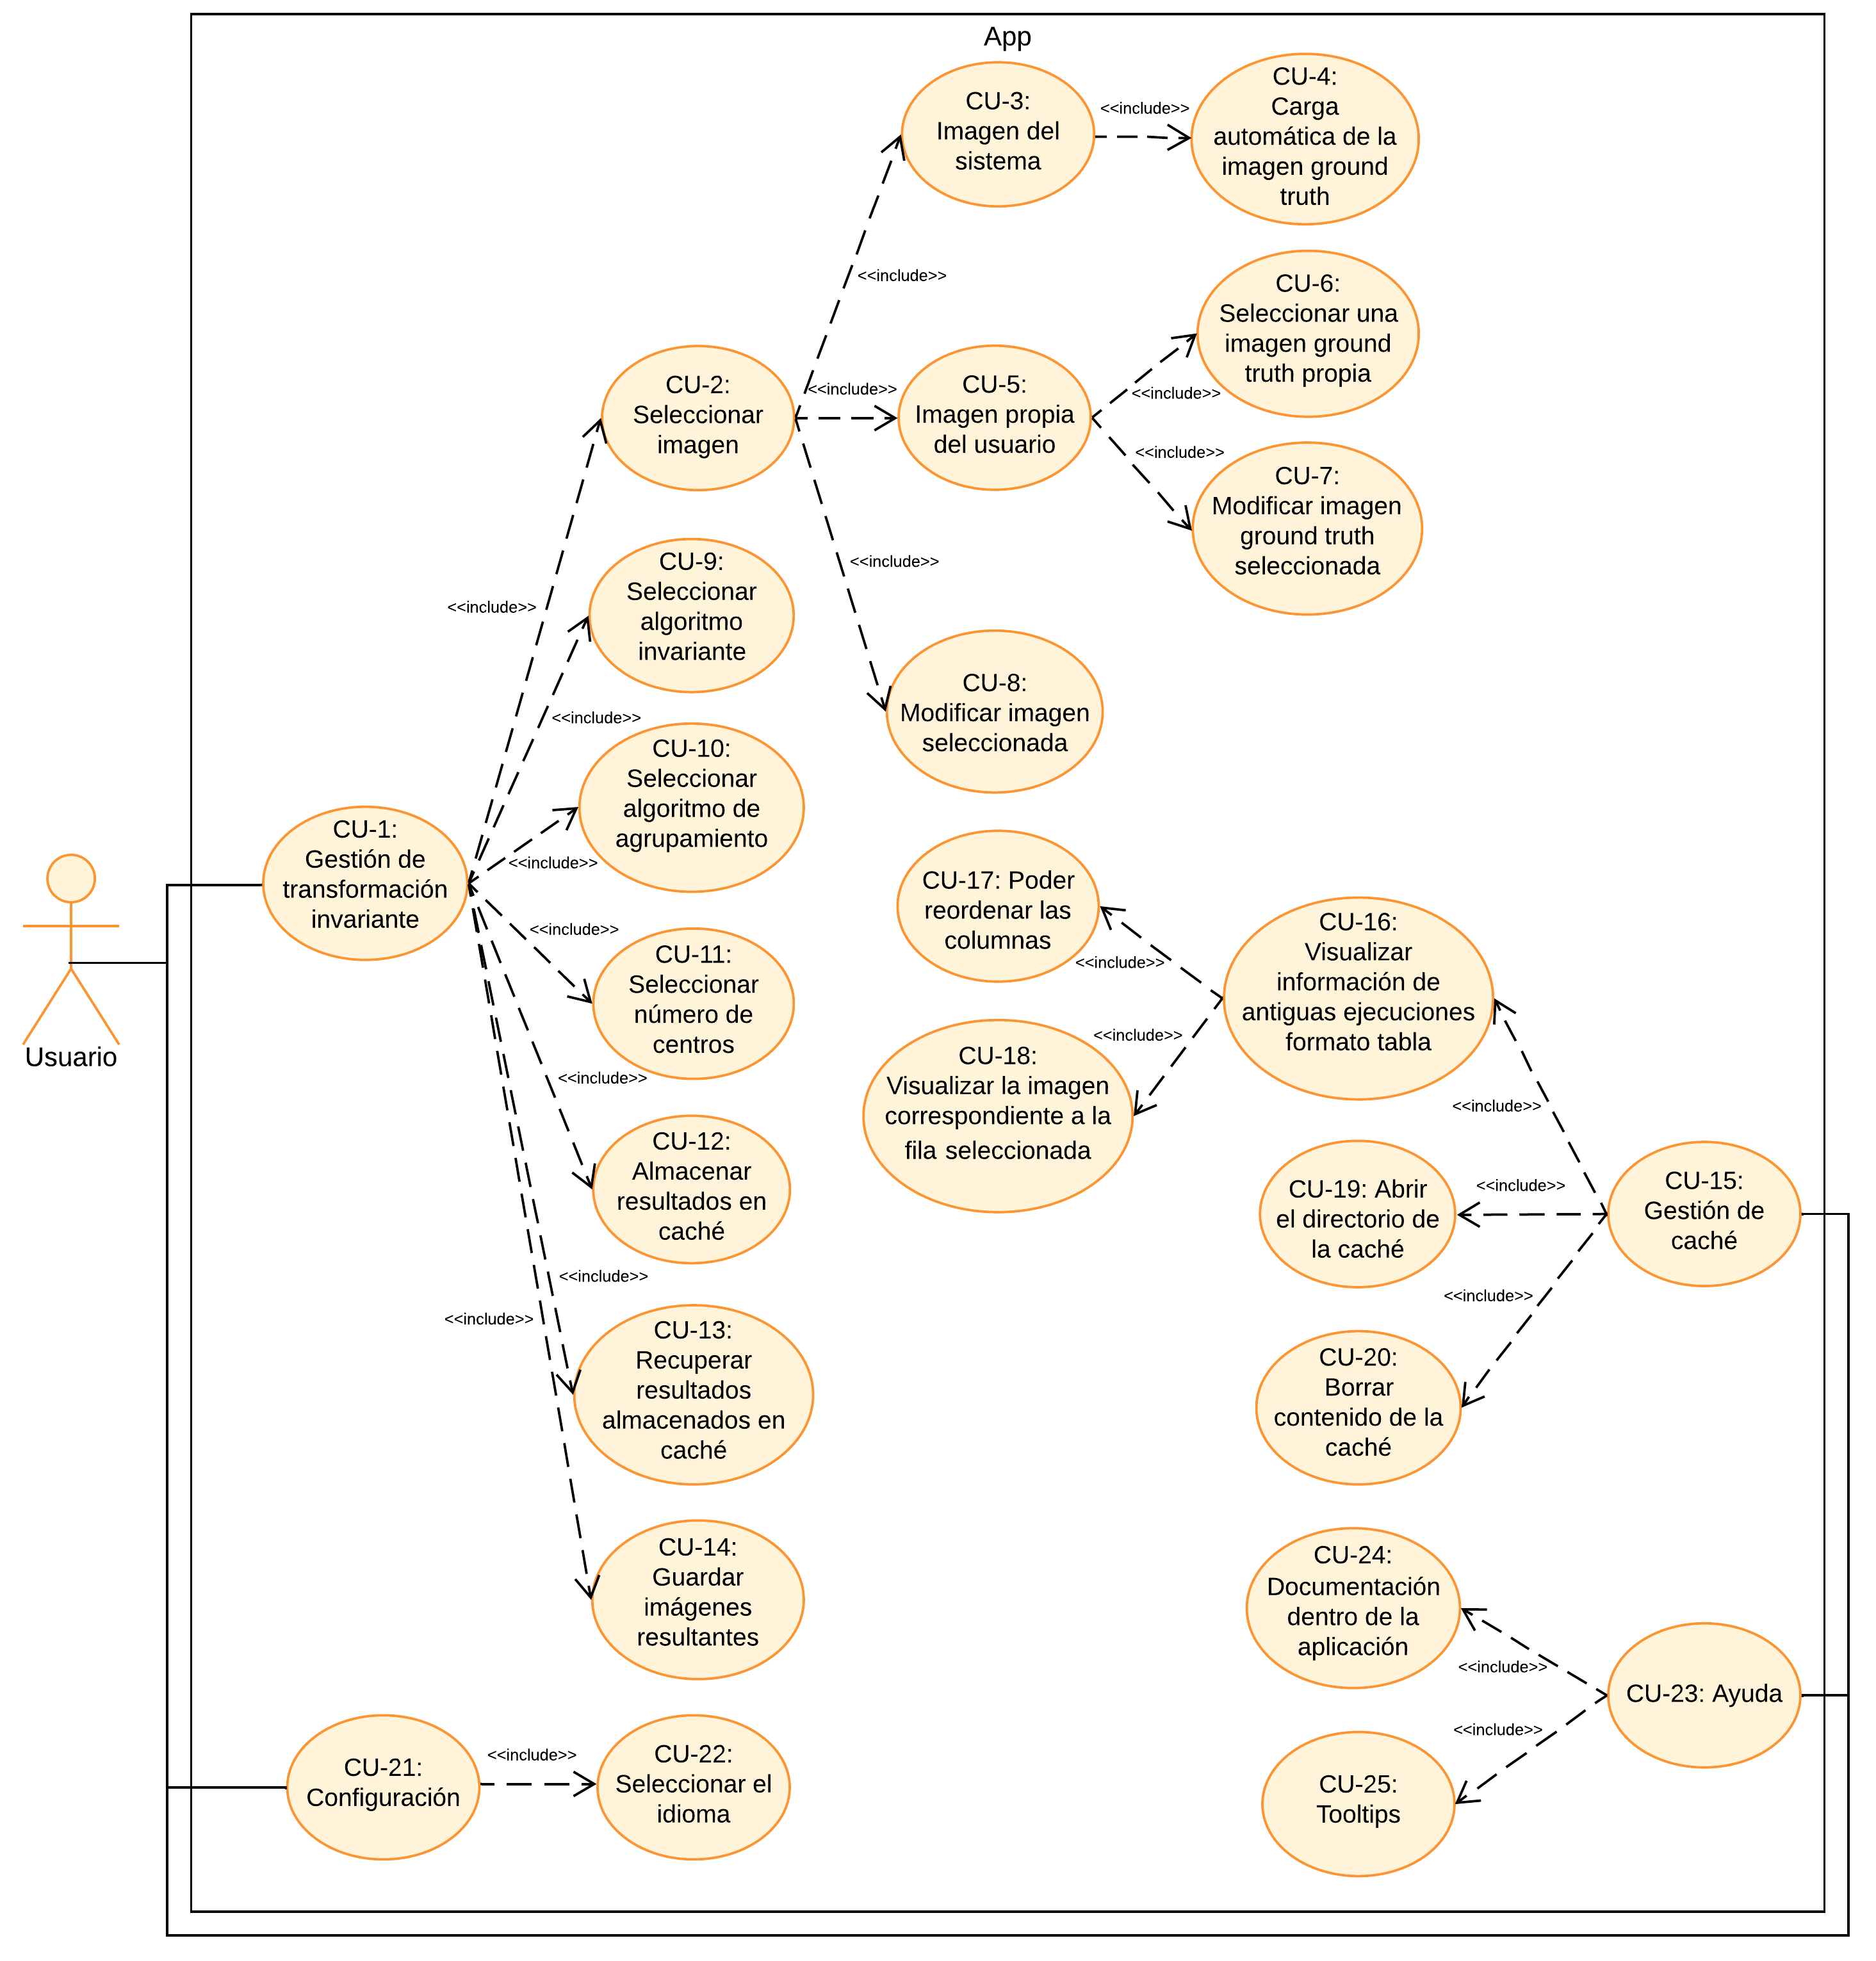 App
CU-3:
Imagen del
sistema
<<include>>
CU-4:
Carga
automática de la
imagen ground
truth
<<include>>
CU-6:
Seleccionar una
imagen ground
truth propia
CU-2:
Seleccionar
imagen
<<include>>
CU-5:
Imagen propia
del usuario
<<include>>
<<include>>
CU-7:
Modificar imagen
ground truth
seleccionada
<<include>>
<<include>>
CU-9:
Seleccionar
algoritmo
invariante
CU-8:
Modificar imagen
seleccionada
<<include>>
CU-10:
Seleccionar
algoritmo de
agrupamiento
<<include>>
CU-1:
Gestión de
transformación
invariante
Usuario
<<include>>
CU-11:
Seleccionar
número de
centros
<<include>>
CU-12:
Almacenar
resultados en
caché
<<include>>
<<include>>
CU-13:
Recuperar
resultados
almacenados en
caché
CU-14:
Guardar
imágenes
resultantes
CU-17: Poder
reordenar las
columnas
<<include>>
CU-16:
Visualizar
información de
antiguas ejecuciones
formato tabla
<<include>>
CU-18:
Visualizar la imagen
correspondiente a la
fila seleccionada
<<include>>
CU-19: Abrir
el directorio de
la caché
<<include>>
CU-15:
Gestión de
caché
<<include>>
CU-20:
Borrar
contenido de la
caché
CU-24:
Documentación
dentro de la
aplicación
<<include>>
CU-23: Ayuda
<<include>>
CU-25:
Tooltips
CU-21:
Configuración
<<include>>
CU-22:
Seleccionar el
idioma